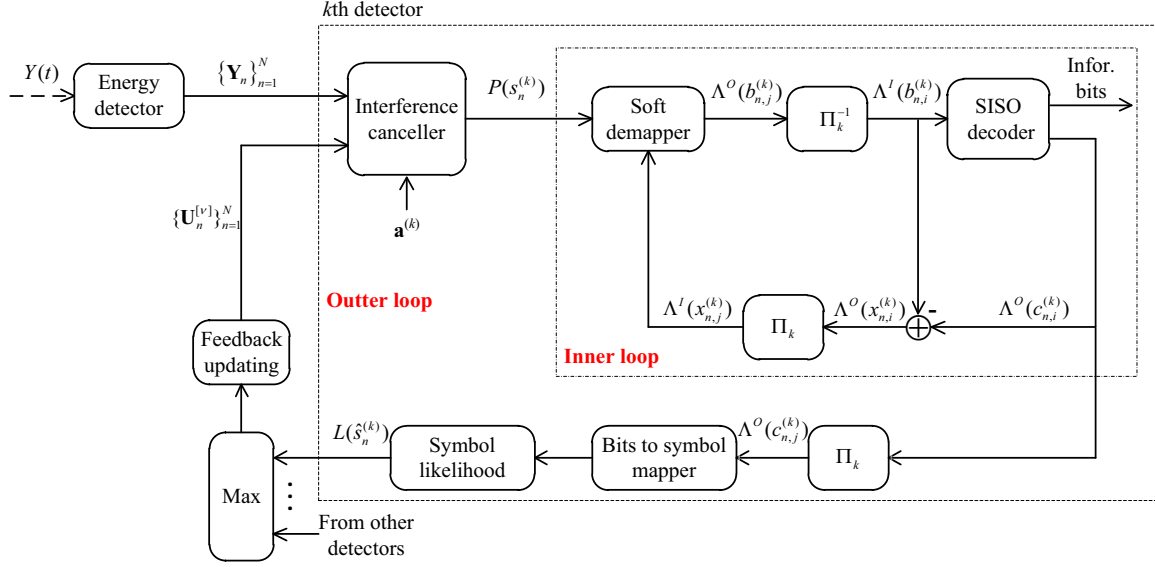 kth detector
Y(t)
Energy
detector
{Y_n}_{n=1}^{N}
Interference
canceller
P(s_n^{(k)})
Soft
demapper
Λ^O(b_{n,j}^{(k)})
Π_k^{-1}
Λ^I(b_{n,i}^{(k)})
SISO
decoder
Infor.
bits
{U_n^{[ν]}}_{n=1}^{N}
a^{(k)}
Outter loop
Λ^I(x_{n,j}^{(k)})
Π_k
Λ^O(x_{n,i}^{(k)})
+
-
Λ^O(c_{n,i}^{(k)})
Inner loop
Feedback
updating
Max
L(ŝ_n^{(k)})
Symbol
likelihood
Bits to symbol
mapper
Λ^O(c_{n,j}^{(k)})
Π_k
From other
detectors